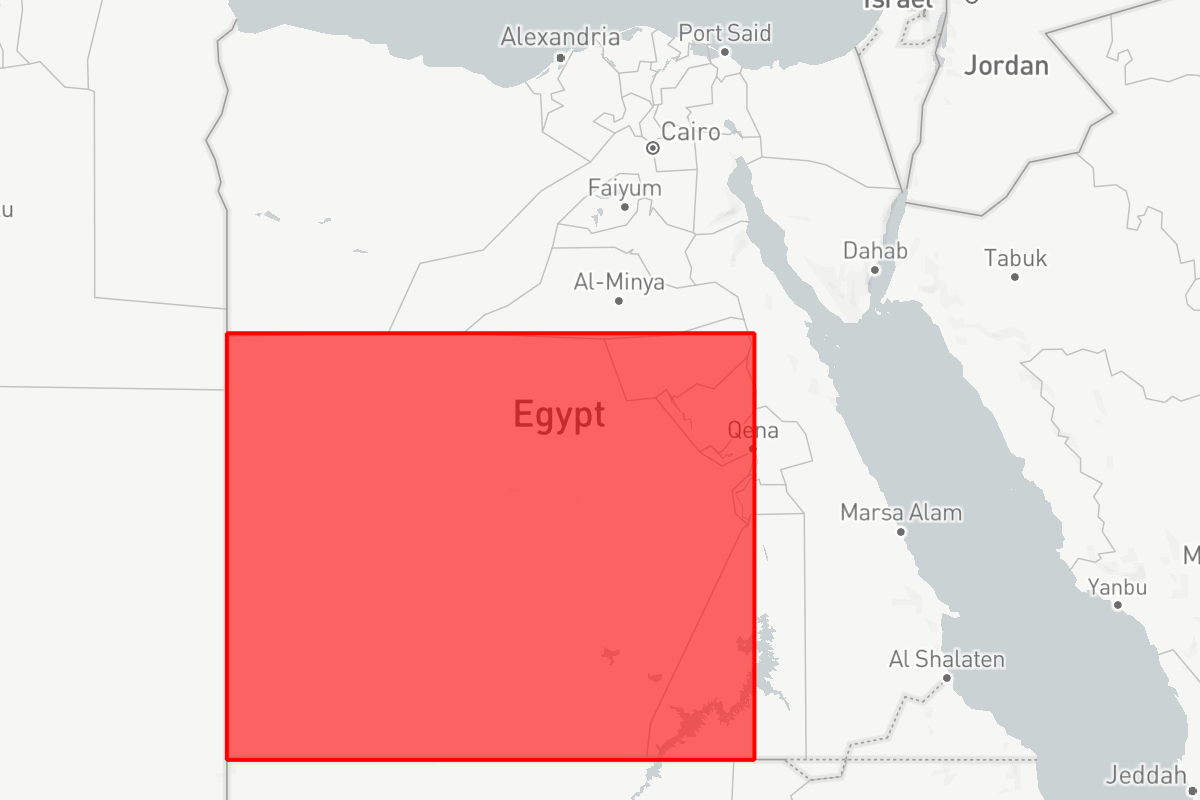 Israel
Alexandria
Port Said
Jordan
Cairo
Faiyum
Dahab
Tabuk
Al-Minya
Egypt
Qena
Marsa Alam
Yanbu
Al Shalaten
Jeddah